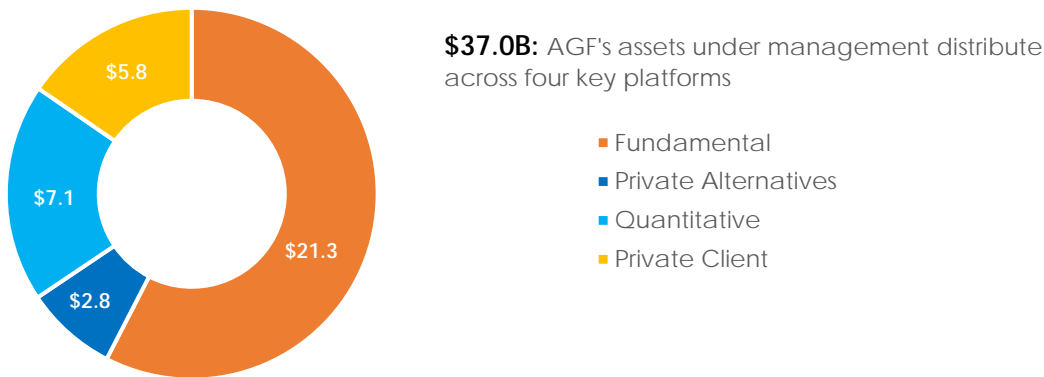 $37.0B: AGF's assets under management distribute
across four key platforms
$5.8
$7.1
$2.8
$21.3
Fundamental
Private Alternatives
Quantitative
Private Client